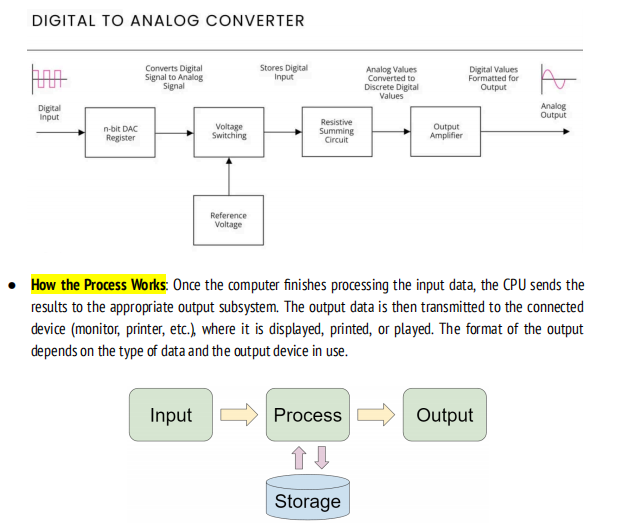 DIGITAL TO ANALOG CONVERTER
Converts Digital
Signal to Analog
Signal
Stores Digital
Input
Analog Values
Converted to
Discrete Digital
Values
Digital Values
Formatted for
Output
Digital
Input
n-bit DAC
Register
Voltage
Switching
Resistive
Summing
Circuit
Output
Amplifier
Analog
Output
Reference
Voltage
● How the Process Works: Once the computer finishes processing the input data, the CPU sends the
results to the appropriate output subsystem. The output data is then transmitted to the connected
device (monitor, printer, etc.), where it is displayed, printed, or played. The format of the output
depends on the type of data and the output device in use.
Input
Process
Output
Storage